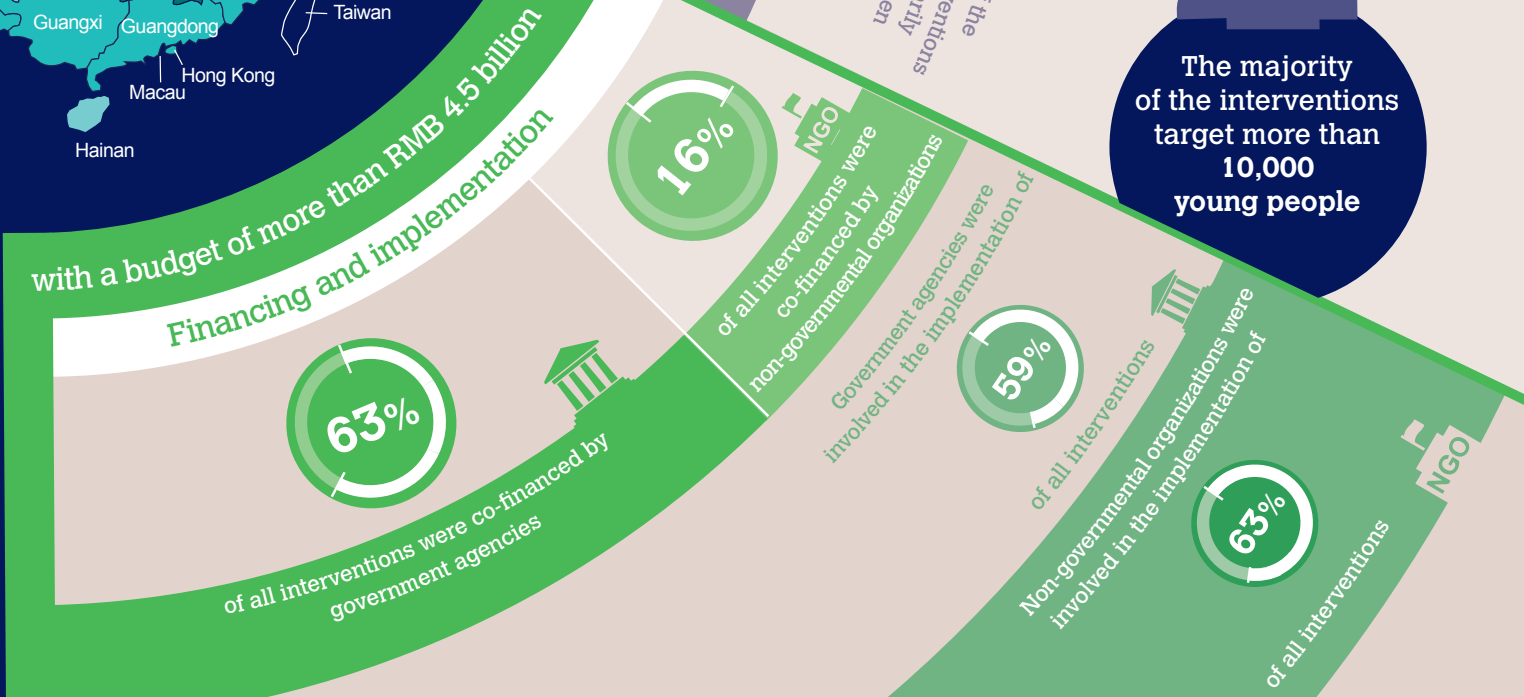 Guangxi
Guangdong
Taiwan
Hong Kong
Macau
Hainan
with a budget of more than RMB 4.5 billion
Financing and implementation
63%
of all interventions were co-financed by
government agencies
16%
NGO
of all interventions were
co-financed by
non-governmental organizations
the
Government agencies were
involved in the implementation of
59%
of all interventions
Non-governmental organizations were
involved in the implementation of
63%
NGO
of all interventions
The majority
of the interventions
target more than
10,000
young people